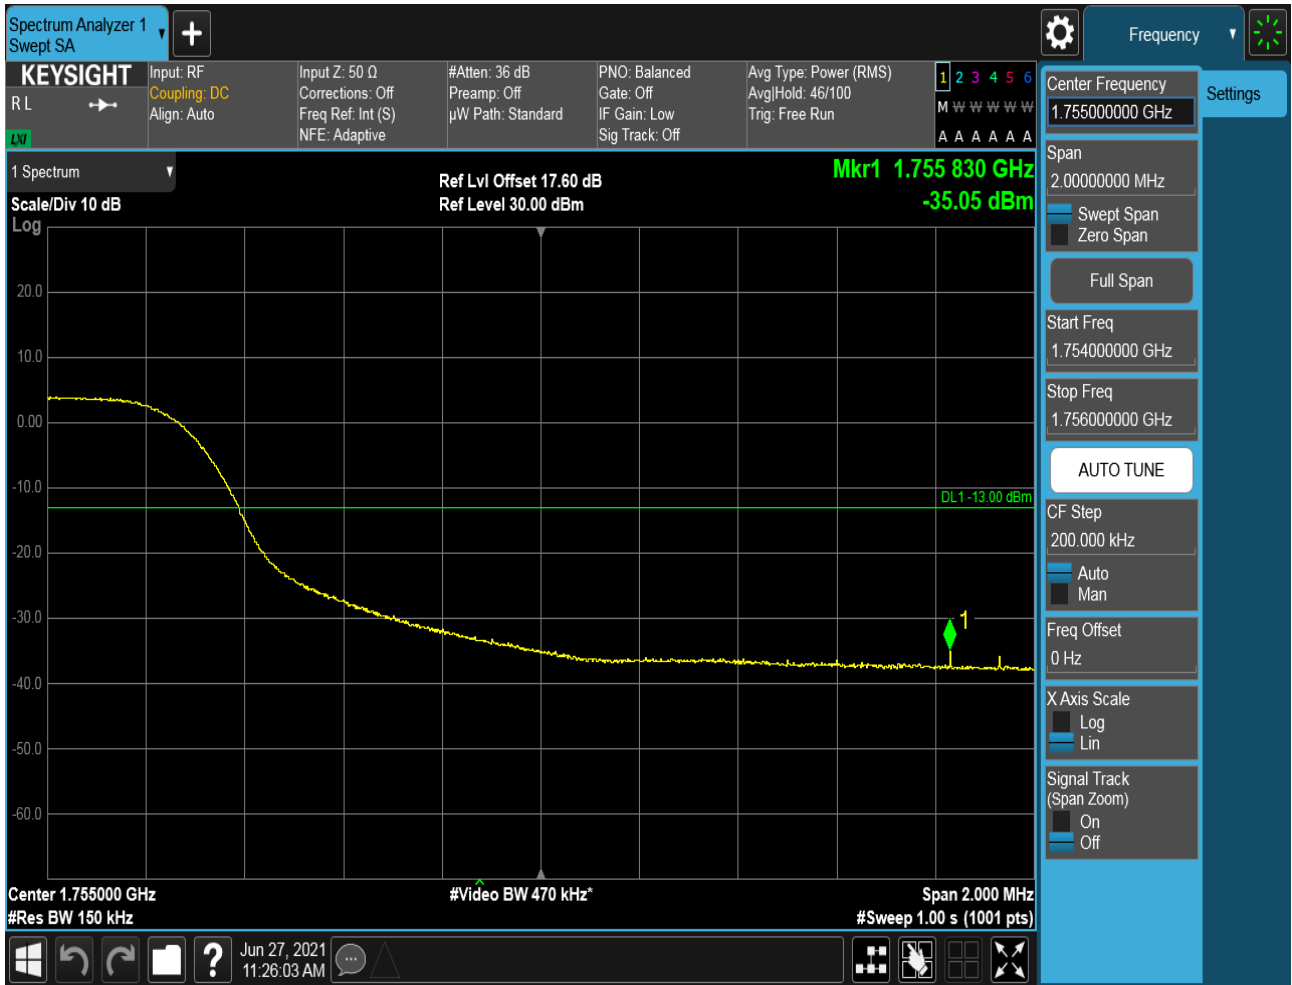 Spectrum Analyzer 1
Swept SA
Frequency
KEYSIGHT
R L
LXI
Input: RF
Coupling: DC
Align: Auto
Input Z: 50 Ω
Corrections: Off
Freq Ref: Int (S)
NFE: Adaptive
#Atten: 36 dB
Preamp: Off
µW Path: Standard
PNO: Balanced
Gate: Off
IF Gain: Low
Sig Track: Off
Avg Type: Power (RMS)
Avg|Hold: 46/100
Trig: Free Run
1 2 3 4 5 6
M W W W W W
A A A A A A
1 Spectrum
Scale/Div 10 dB
Log
Ref Lvl Offset 17.60 dB
Ref Level 30.00 dBm
Mkr1 1.755 830 GHz
-35.05 dBm
20.0
10.0
0.00
-10.0
-20.0
-30.0
-40.0
-50.0
-60.0
DL1 -13.00 dBm
1
Center 1.755000 GHz
#Res BW 150 kHz
#Video BW 470 kHz*
Span 2.000 MHz
#Sweep 1.00 s (1001 pts)
Center Frequency
1.755000000 GHz
Settings
Span
2.00000000 MHz
Swept Span
Zero Span
Full Span
Start Freq
1.754000000 GHz
Stop Freq
1.756000000 GHz
AUTO TUNE
CF Step
200.000 kHz
Auto
Man
Freq Offset
0 Hz
X Axis Scale
Log
Lin
Signal Track
(Span Zoom)
On
Off
?
Jun 27, 2021
11:26:03 AM